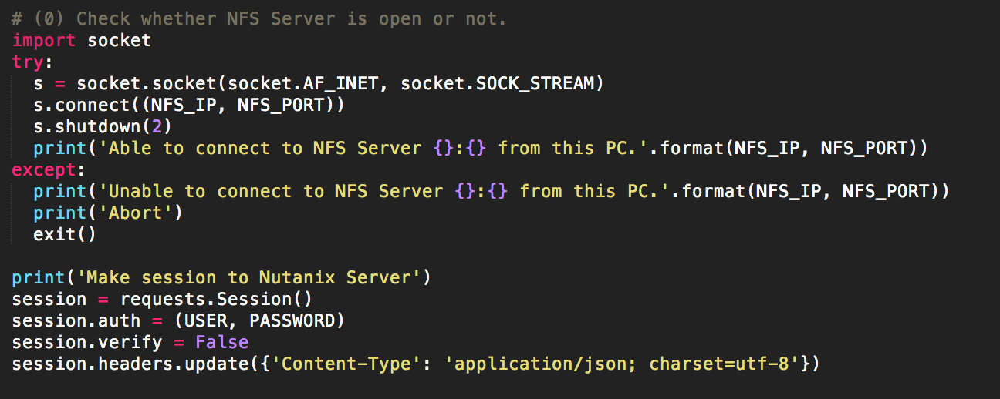 # (0) Check whether NFS Server is open or not.
import socket
try:
  s = socket.socket(socket.AF_INET, socket.SOCK_STREAM)
  s.connect((NFS_IP, NFS_PORT))
  s.shutdown(2)
  print('Able to connect to NFS Server {}:{} from this PC.'.format(NFS_IP, NFS_PORT))
except:
  print('Unable to connect to NFS Server {}:{} from this PC.'.format(NFS_IP, NFS_PORT))
  print('Abort')
  exit()

print('Make session to Nutanix Server')
session = requests.Session()
session.auth = (USER, PASSWORD)
session.verify = False
session.headers.update({'Content-Type': 'application/json; charset=utf-8'})